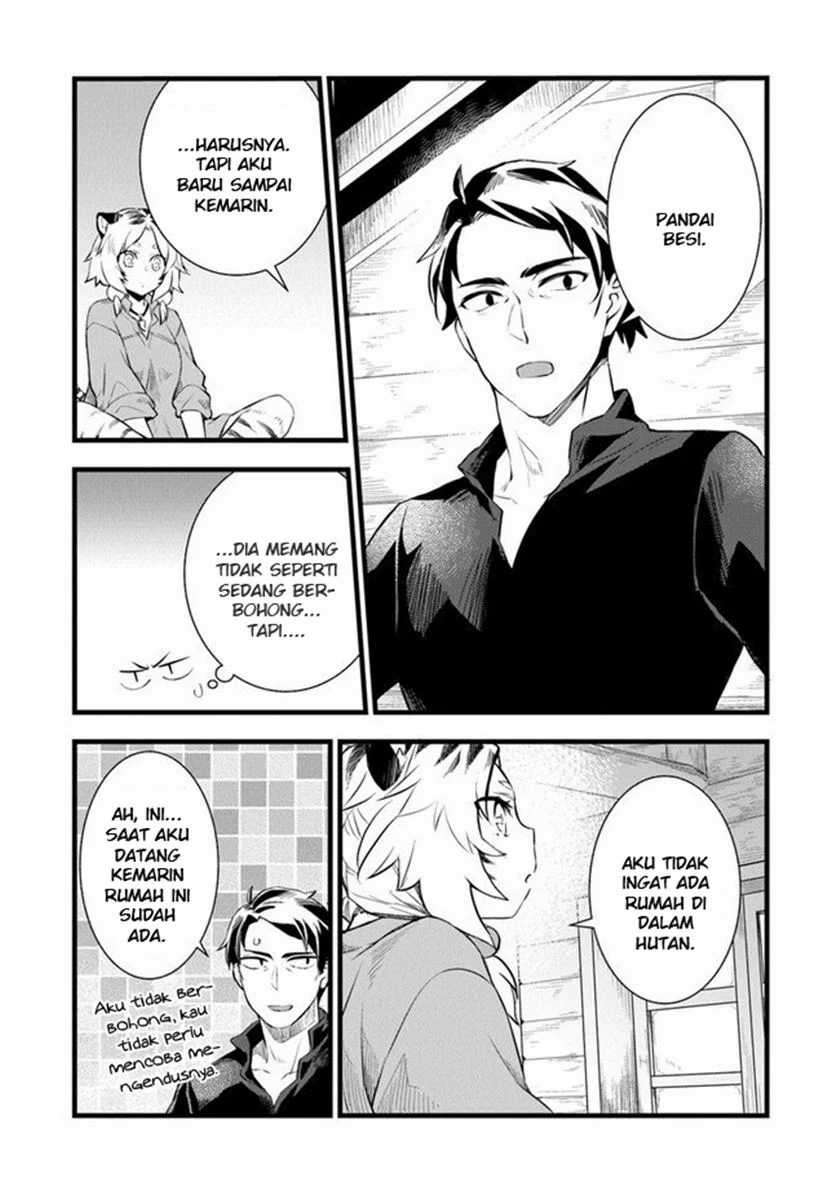 PANDAI
BESI.
...HARUSNYA.
TAPI AKU
BARU SAMPAI
KEMARIN.
...DIA MEMANG
TIDAK SEPERTI
SEDANG BER-
BOHONG...
TAPI....
AKU TIDAK
INGAT ADA
RUMAH DI
DALAM
HUTAN.
AH, INI...
SAAT AKU
DATANG
KEMARIN
RUMAH INI
SUDAH
ADA.
Aku tidak ber-
bohong, kau
tidak perlu
mencoba me-
ngendusnya.